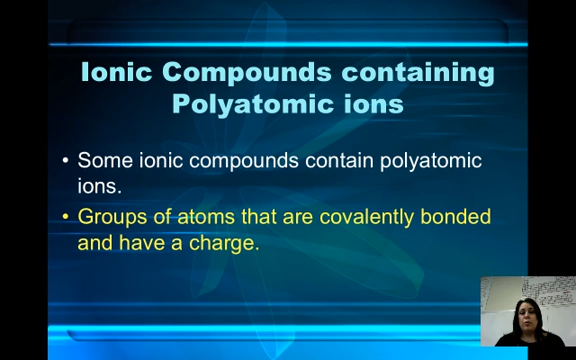 Ionic Compounds containing
Polyatomic ions
• Some ionic compounds contain polyatomic
ions.
• Groups of atoms that are covalently bonded
and have a charge.